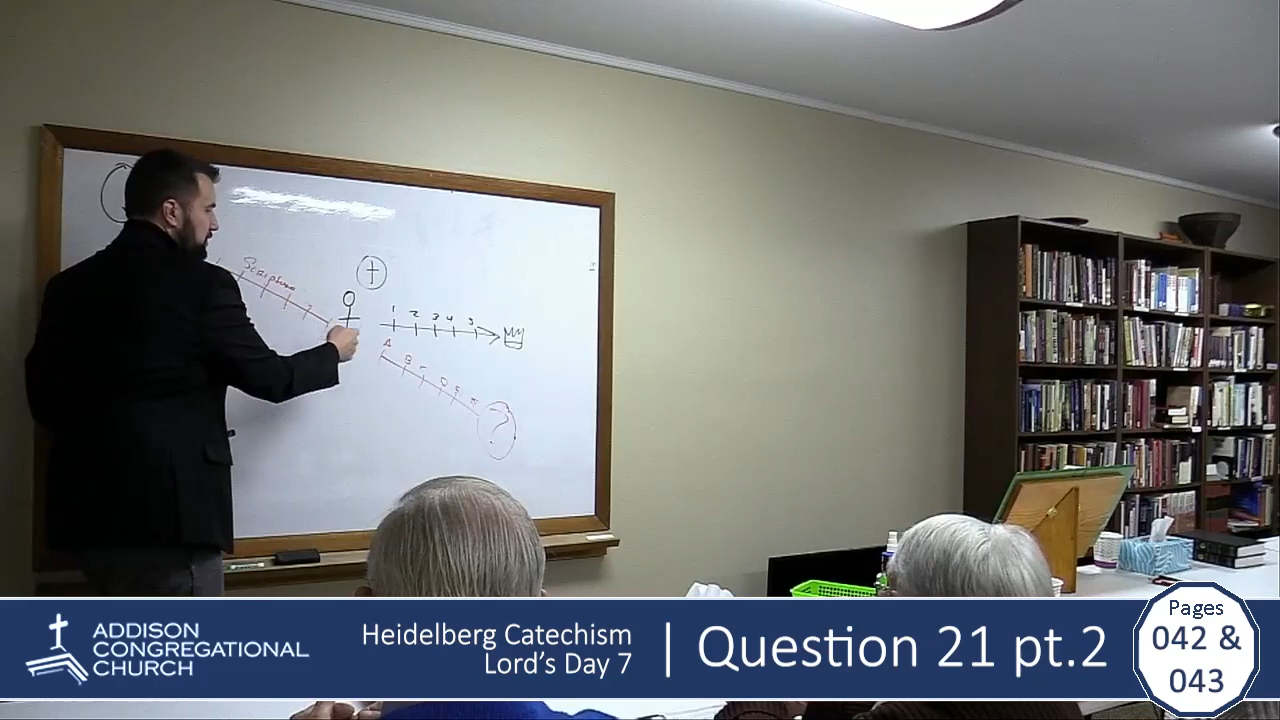 Scripture
1 2 3 4 5
A
B
C
D
?
ADDISON
CONGREGATIONAL
CHURCH
Heidelberg Catechism
Lord's Day 7
Question 21 pt.2
Pages
042 &
043